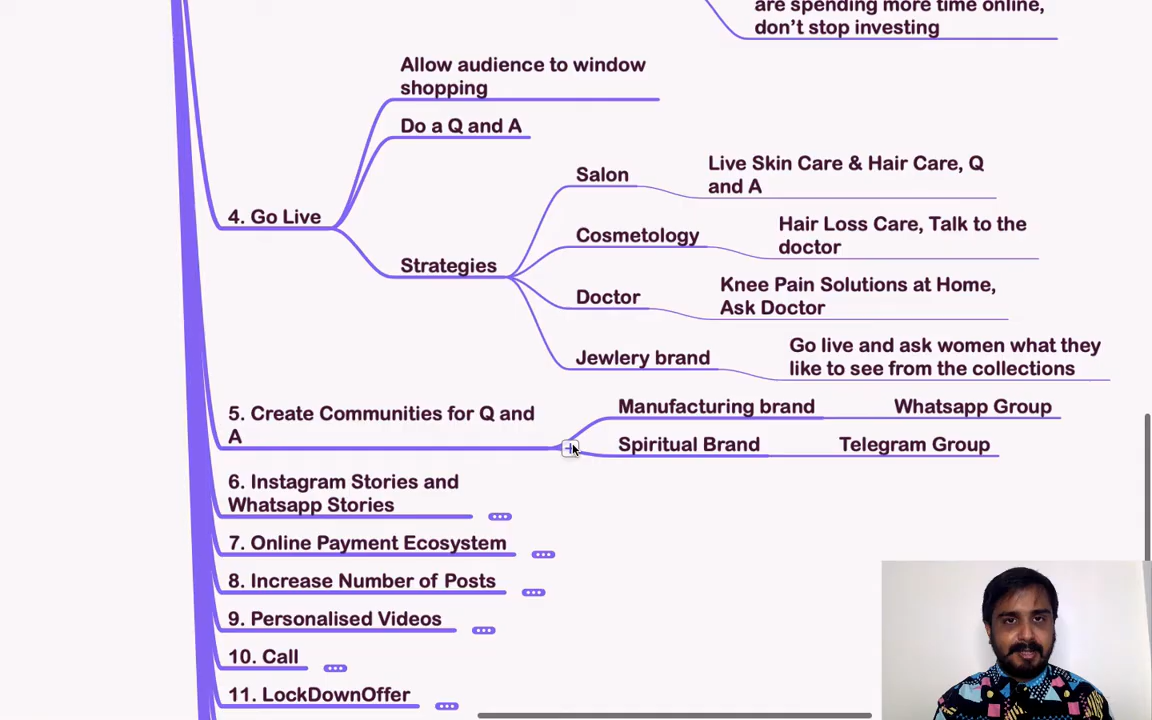 are spending more time online,
don't stop investing
Allow audience to window
shopping
Do a Q and A
4. Go Live
Strategies
Salon
Live Skin Care & Hair Care, Q
and A
Cosmetology
Hair Loss Care, Talk to the
doctor
Doctor
Knee Pain Solutions at Home,
Ask Doctor
Jewlery brand
Go live and ask women what they
like to see from the collections
5. Create Communities for Q and
A
Manufacturing brand
Whatsapp Group
Spiritual Brand
Telegram Group
6. Instagram Stories and
Whatsapp Stories
7. Online Payment Ecosystem
8. Increase Number of Posts
9. Personalised Videos
10. Call
11. LockDownOffer